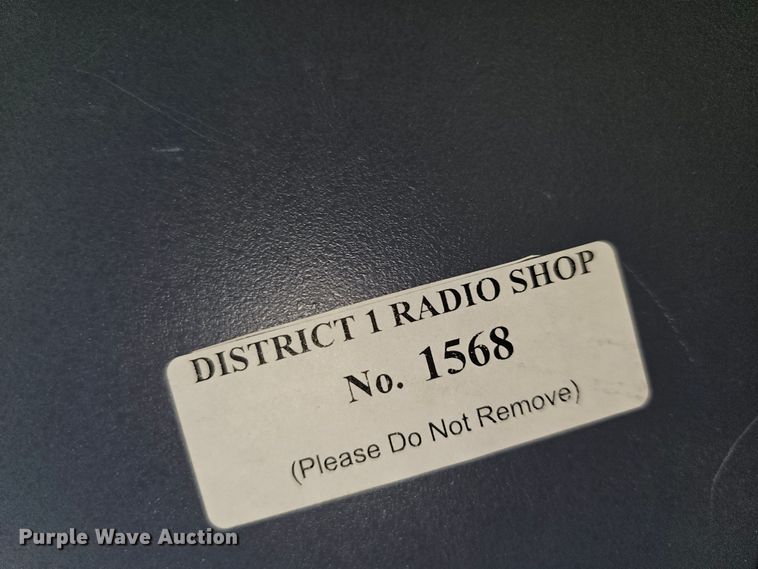 DISTRICT 1 RADIO SHOP
No. 1568
(Please Do Not Remove)
Purple Wave Auction